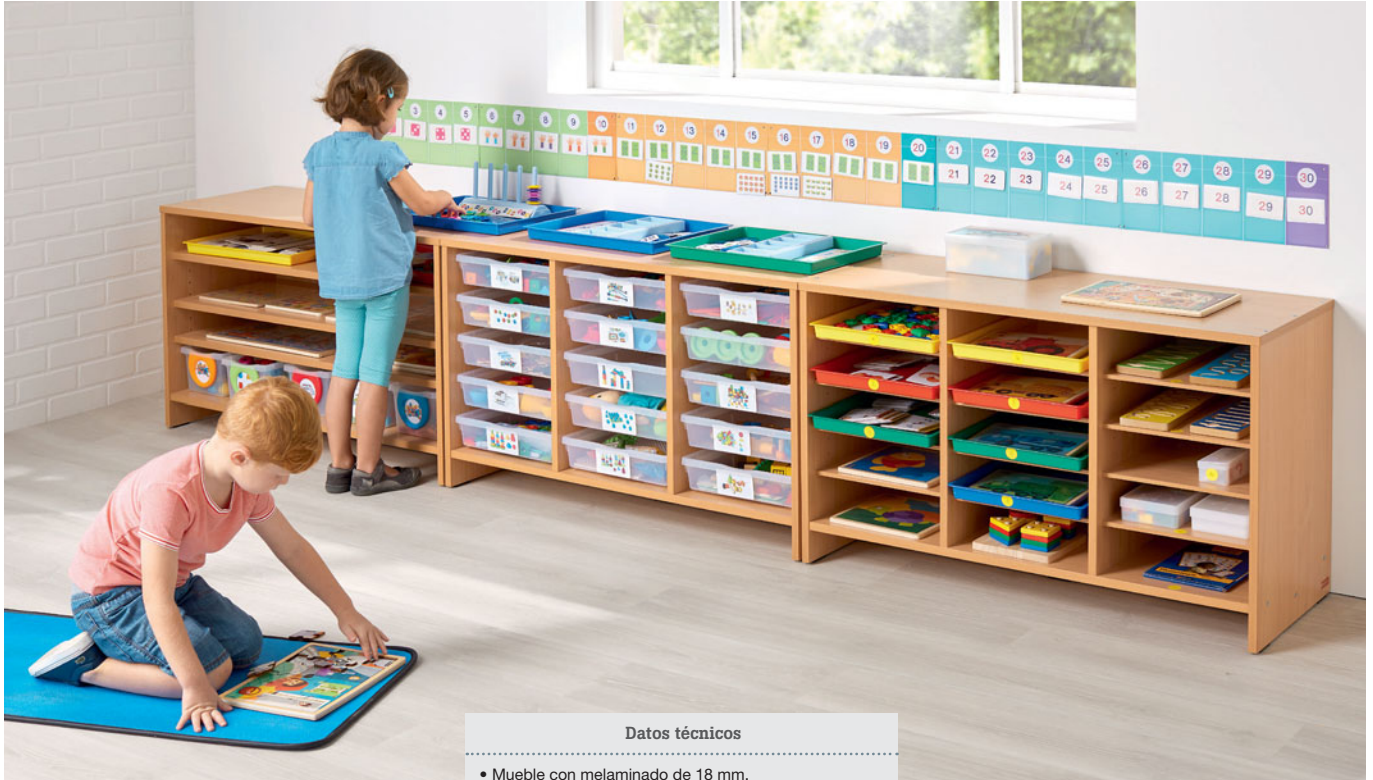 3 4 5 6 7 8 9 10 11 12 13 14 15 16 17 18 19 20 21 22 23 24 25 26 27 28 29 30
21 22 23 24 25 26 27 28 29 30
Datos técnicos
• Mueble con melaminado de 18 mm.